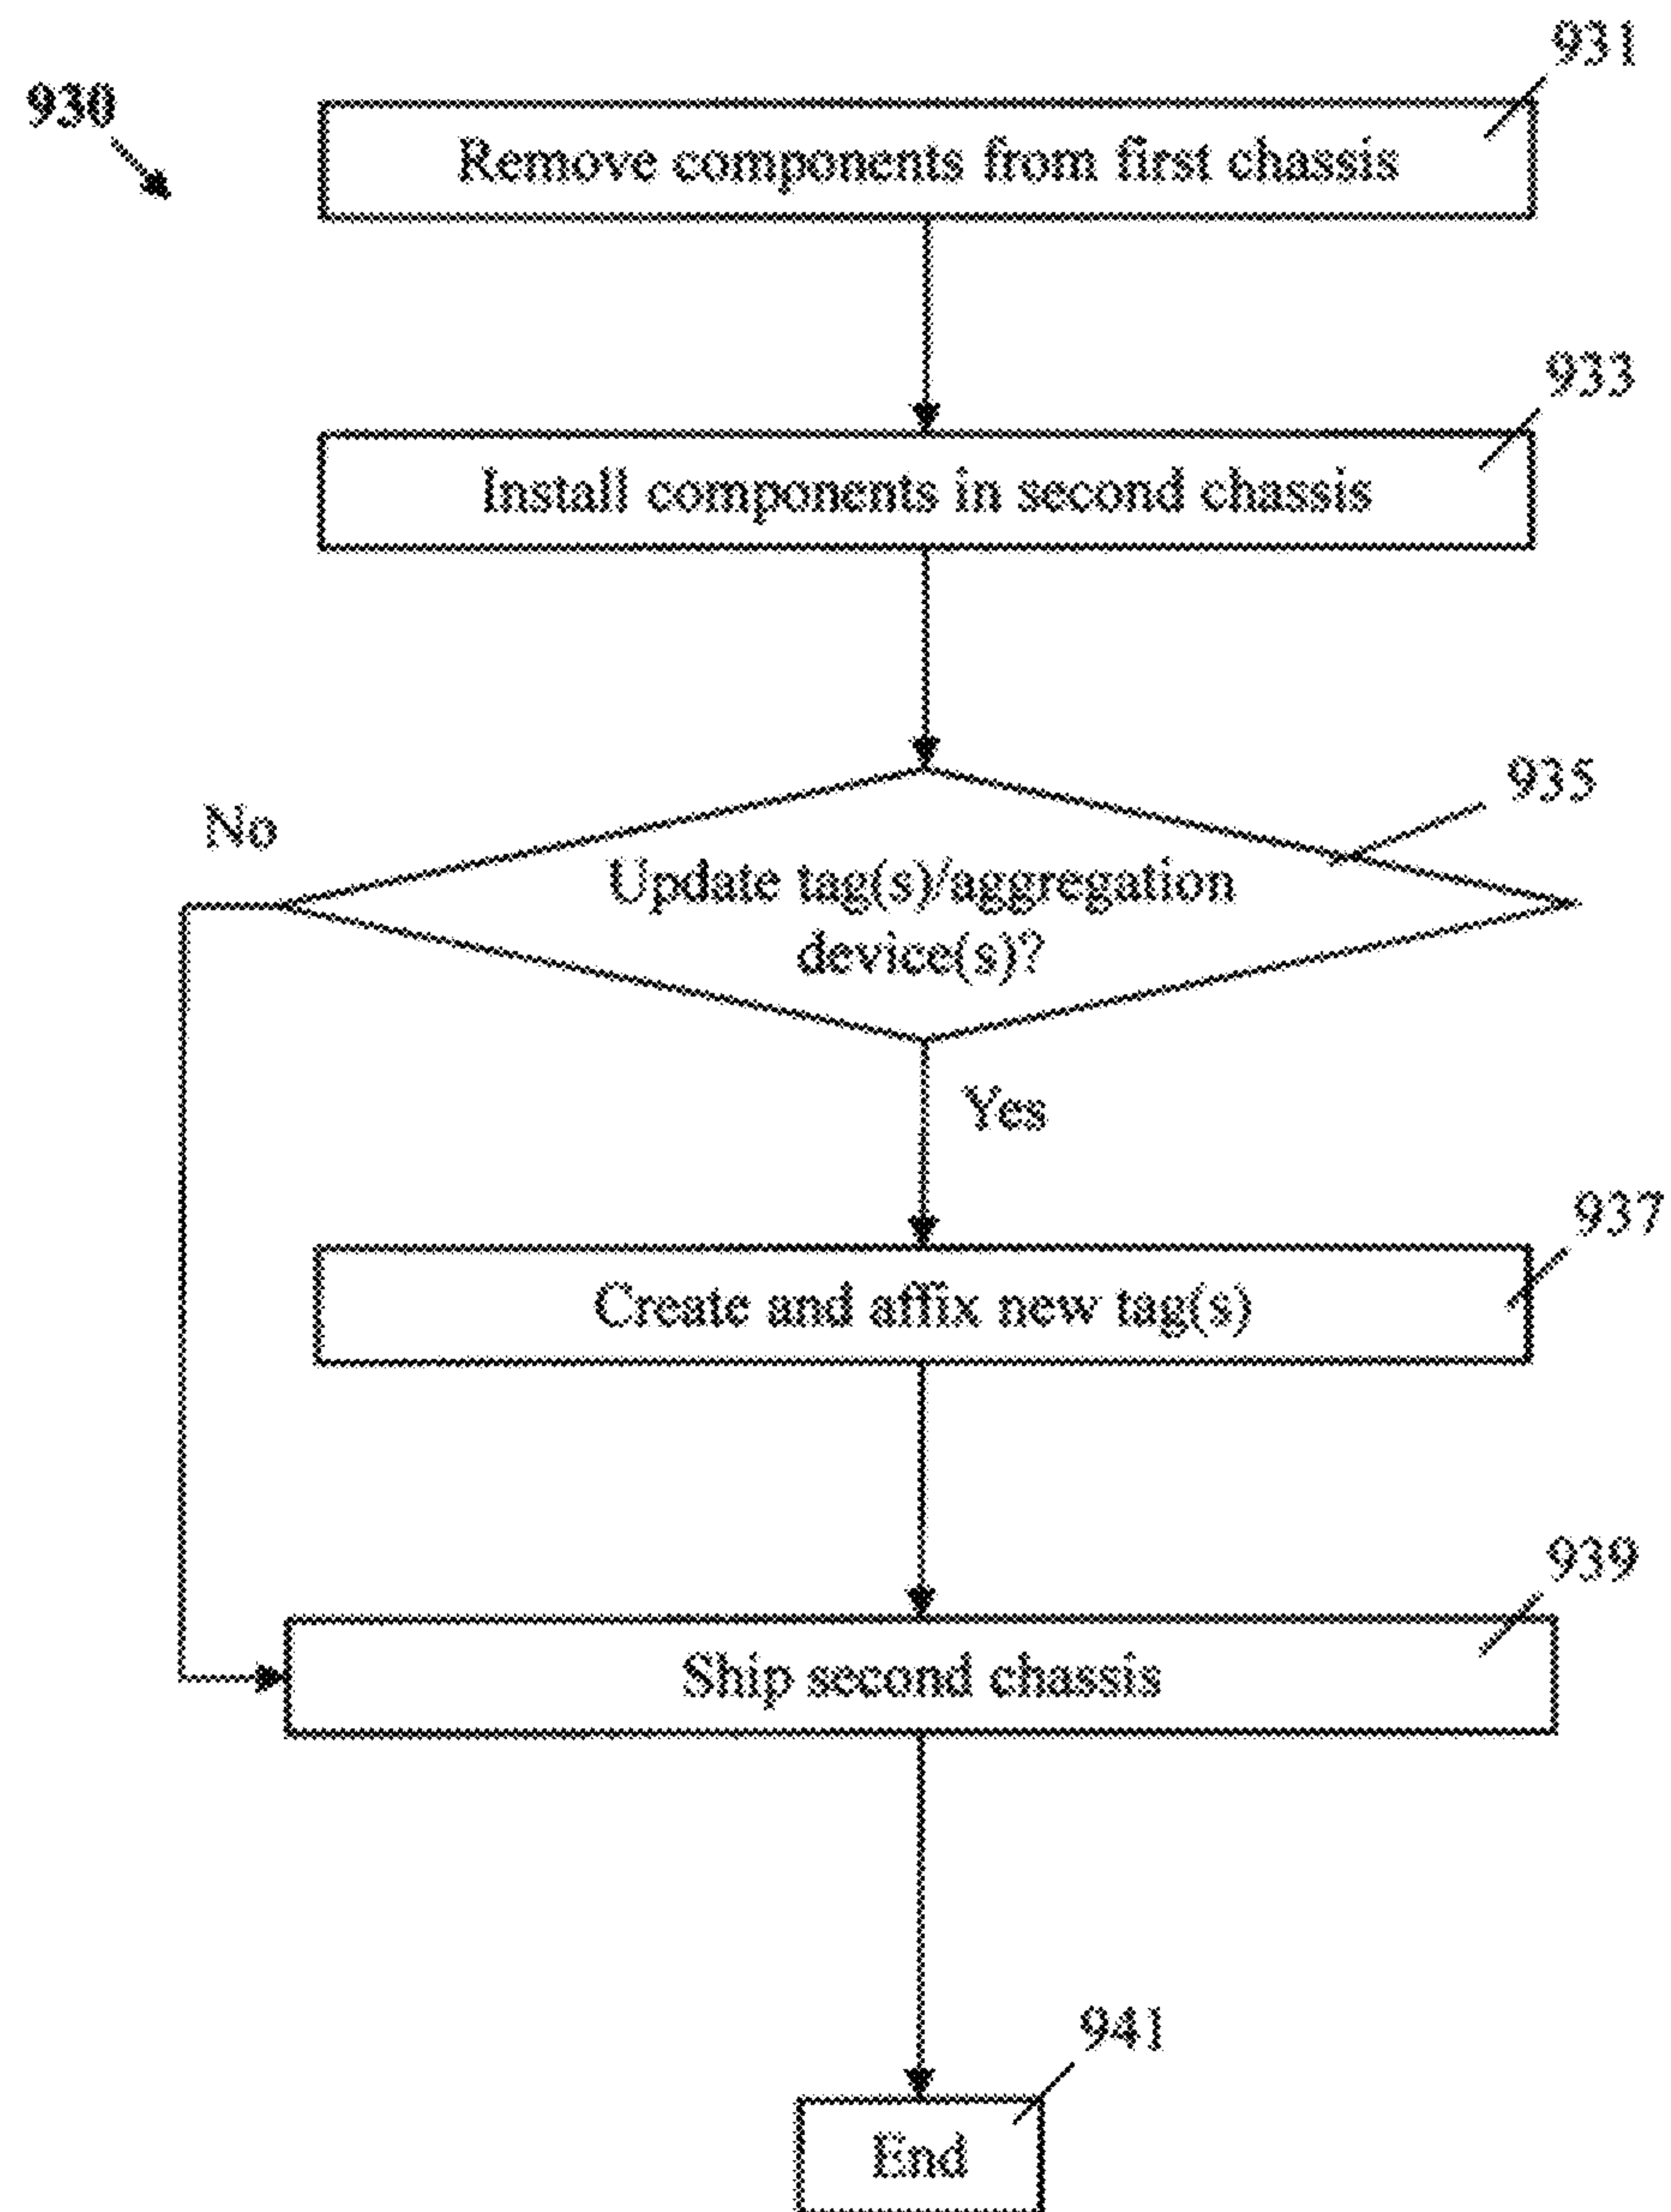 931
930
Remove components from first chassis
933
Install components in second chassis
935
No
Update tag(s)/aggregation
device(s)?
Yes
937
Create and affix new tag(s)
939
Ship second chassis
941
End